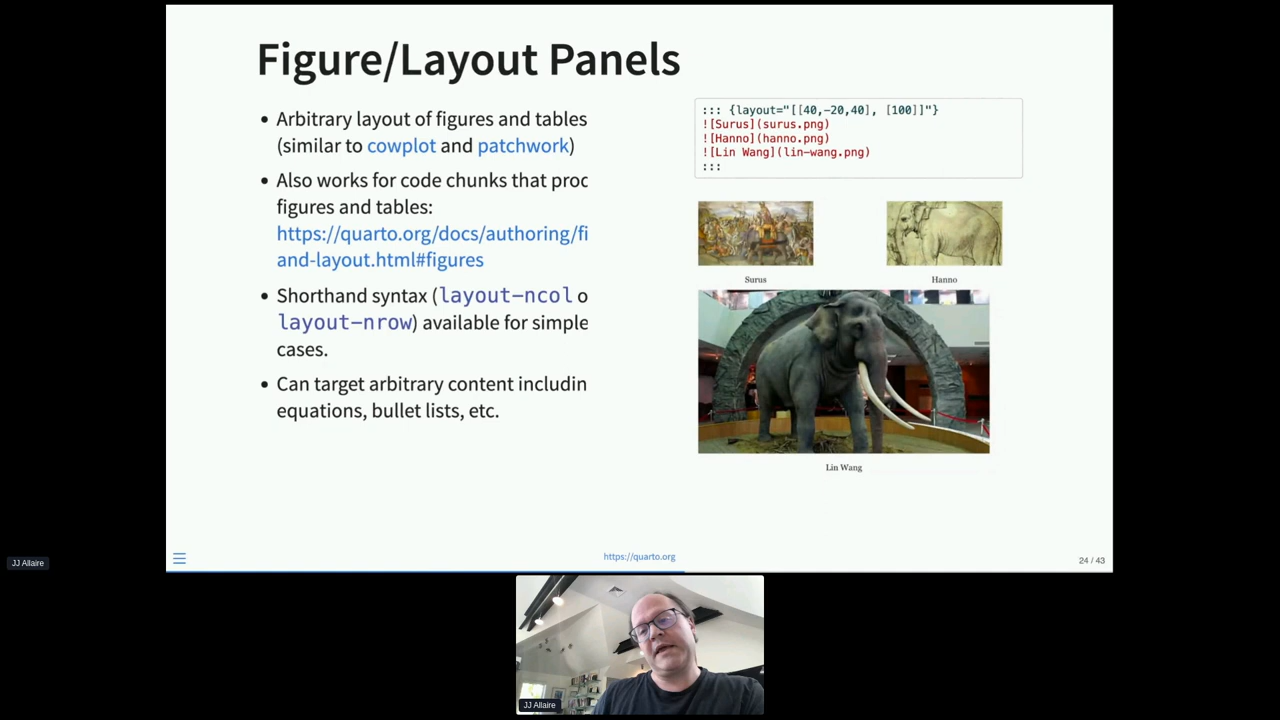 Figure/Layout Panels
• Arbitrary layout of figures and tables
(similar to cowplot and patchwork)
• Also works for code chunks that proc
figures and tables:
https://quarto.org/docs/authoring/fi
and-layout.html#figures
• Shorthand syntax (layout-ncol o
layout-nrow) available for simple
cases.
• Can target arbitrary content includin
equations, bullet lists, etc.
::: {layout="[[40,-20,40], [100]]"}
![Surus](surus.png)
![Hanno](hanno.png)
![Lin Wang](lin-wang.png)
:::
Surus
Hanno
Lin Wang
https://quarto.org
24 / 43
JJ Allaire
JJ Allaire